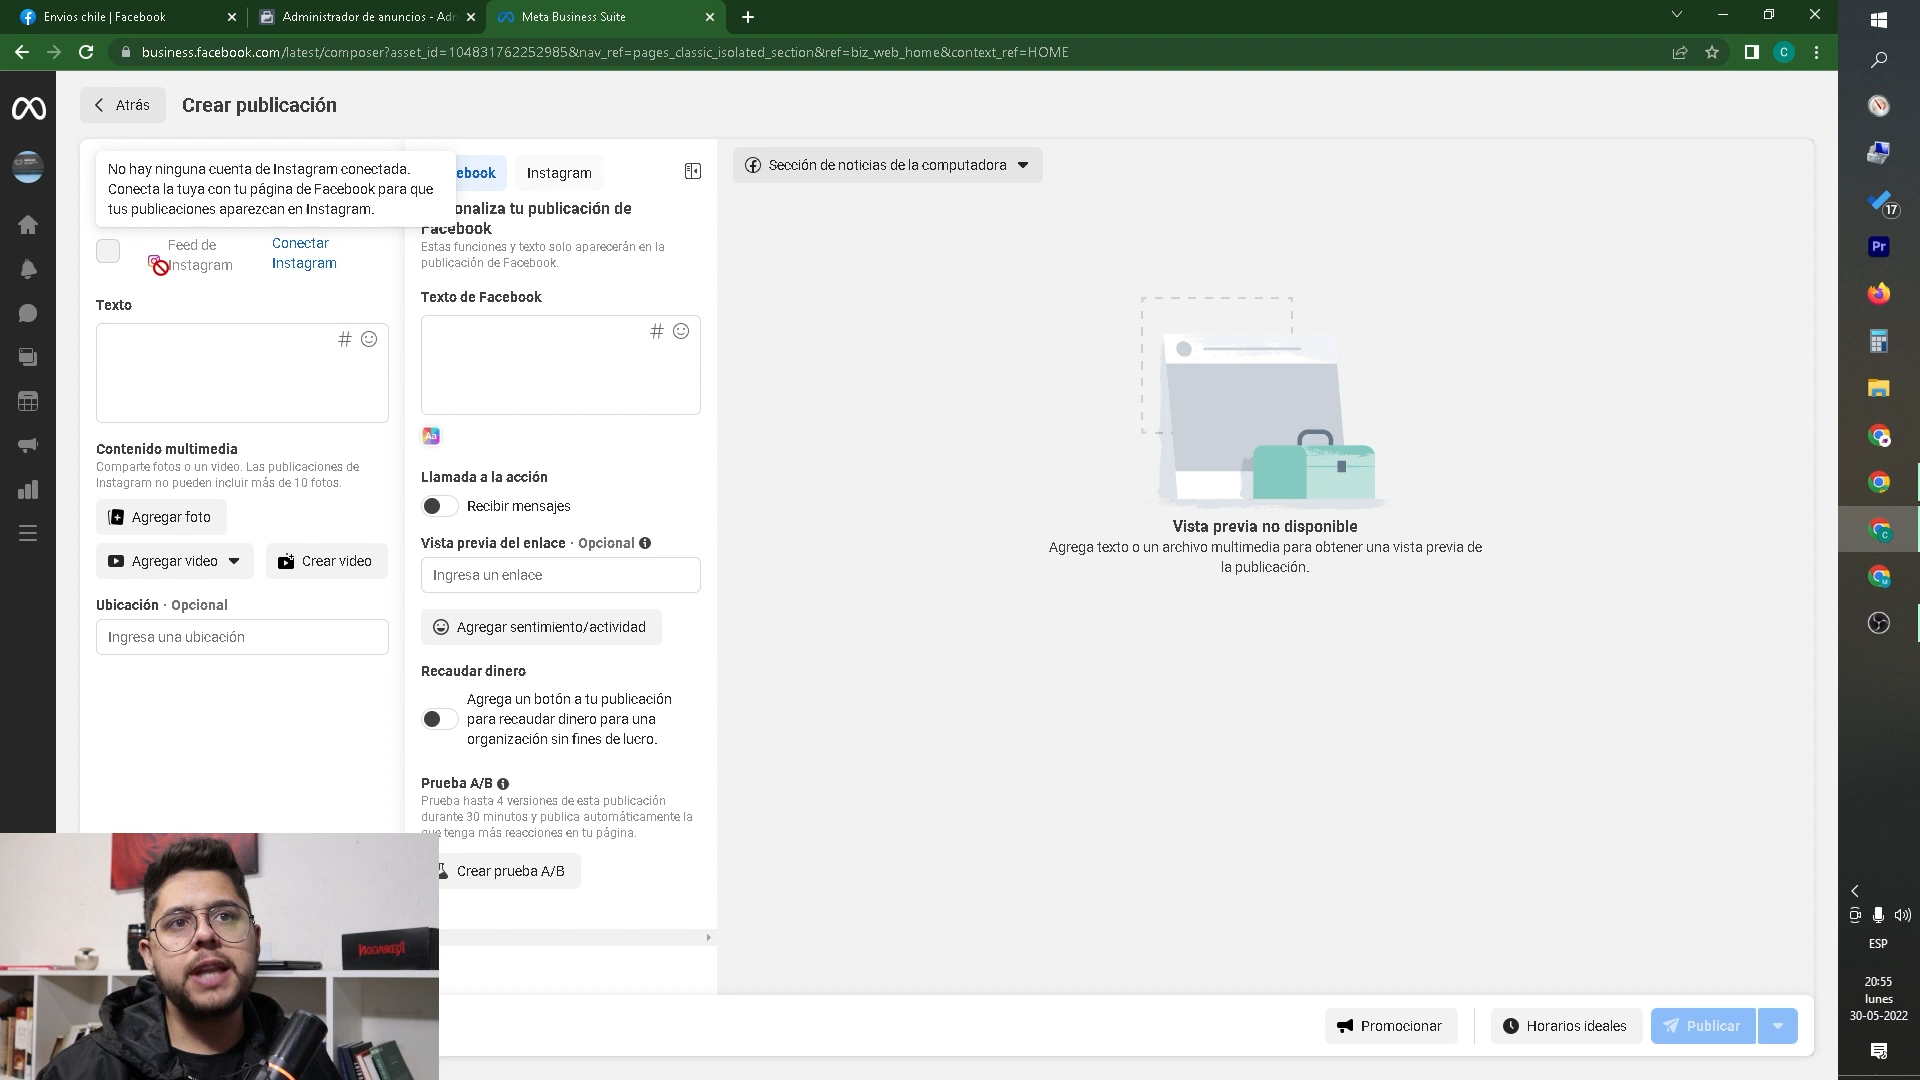 Envios chile | Facebook
Administrador de anuncios - Adr
Meta Business Suite
business.facebook.com/latest/composer?asset_id=104831762252985&nav_ref=pages_classic_isolated_section&ref=biz_web_home&context_ref=HOME
C
Atrás
Crear publicación
No hay ninguna cuenta de Instagram conectada.
Conecta la tuya con tu página de Facebook para que
tus publicaciones aparezcan en Instagram.
Feed de
Instagram
Conectar
Instagram
Texto
#
Contenido multimedia
Comparte fotos o un video. Las publicaciones de
Instagram no pueden incluir más de 10 fotos.
Agregar foto
Agregar video
Crear video
Ubicación · Opcional
Ingresa una ubicación
ebook
Instagram
onaliza tu publicación de
Facebook
Estas funciones y texto solo aparecerán en la
publicación de Facebook.
Texto de Facebook
#
Aa
Llamada a la acción
Recibir mensajes
Vista previa del enlace · Opcional
Ingresa un enlace
Agregar sentimiento/actividad
Recaudar dinero
Agrega un botón a tu publicación
para recaudar dinero para una
organización sin fines de lucro.
Prueba A/B
Prueba hasta 4 versiones de esta publicación
durante 30 minutos y publica automáticamente la
que tenga más reacciones en tu página.
Crear prueba A/B
Sección de noticias de la computadora
Vista previa no disponible
Agrega texto o un archivo multimedia para obtener una vista previa de
la publicación.
Promocionar
Horarios ideales
Publicar
17
Pr
C
M
ESP
20:55
lunes
30-05-2022
REDRAGON